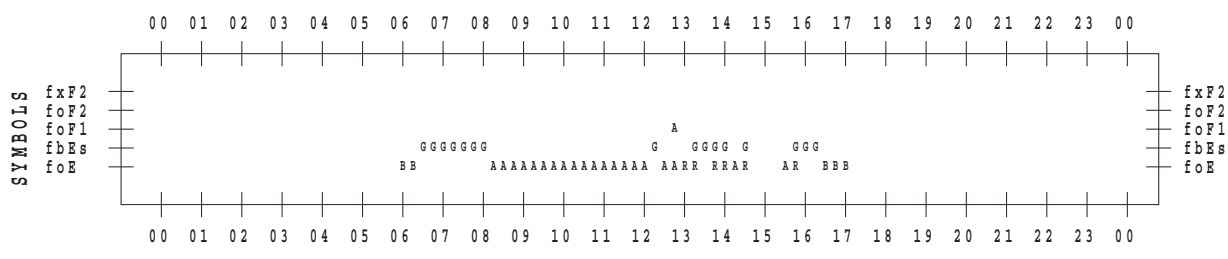 00 01 02 03 04 05 06 07 08 09 10 11 12 13 14 15 16 17 18 19 20 21 22 23 00
SYMBOLS
fxF2 fxF2
foF2 foF2
foF1 A foF1
fbEs GGGGGGG G GGGG G GGG fbEs
foE BB AAAAAAAAAAAAAAAA AARR RRAR AR BBB foE
00 01 02 03 04 05 06 07 08 09 10 11 12 13 14 15 16 17 18 19 20 21 22 23 00